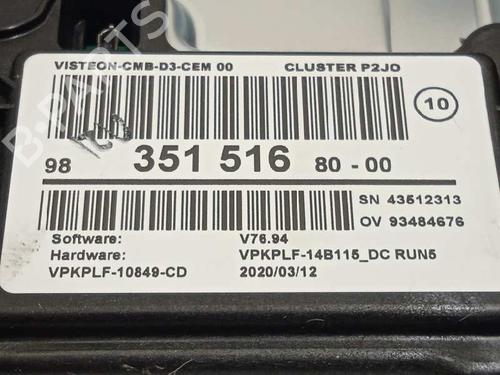 VISTEON-CMB-D3-CEM 00 CLUSTER P2JO
10
98 351 516 80 - 00
SN 43512313
OV 93484676
Software: V76.94
Hardware: VPKPLF-14B115_DC RUN5
VPKPLF-10849-CD 2020/03/12
B-PARTS